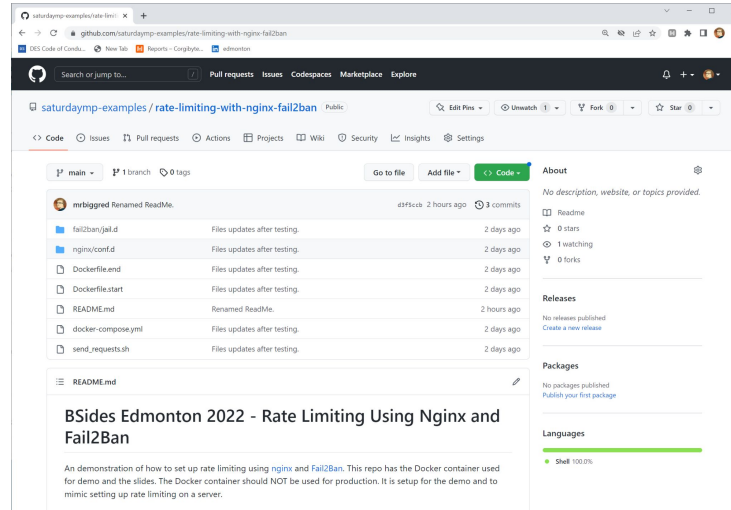 saturdaymp-examples/rate-limiti
github.com/saturdaymp-examples/rate-limiting-with-nginx-fail2ban
DES Code of Condu... New Tab Reports – Corgibyte... edmonton
Search or jump to... / Pull requests Issues Codespaces Marketplace Explore
saturdaymp-examples / rate-limiting-with-nginx-fail2ban Public Edit Pins Unwatch 1 Fork 0 Star 0
Code Issues Pull requests Actions Projects Wiki Security Insights Settings
main 1 branch 0 tags Go to file Add file Code
mrbiggred Renamed ReadMe. d3f5ccb 2 hours ago 3 commits
fail2ban/jail.d Files updates after testing. 2 days ago
nginx/conf.d Files updates after testing. 2 days ago
Dockerfile.end Files updates after testing. 2 days ago
Dockerfile.start Files updates after testing. 2 days ago
README.md Renamed ReadMe. 2 hours ago
docker-compose.yml Files updates after testing. 2 days ago
send_requests.sh Files updates after testing. 2 days ago
README.md
BSides Edmonton 2022 - Rate Limiting Using Nginx and
Fail2Ban
An demonstration of how to set up rate limiting using nginx and Fail2Ban. This repo has the Docker container used
for demo and the slides. The Docker container should NOT be used for production. It is setup for the demo and to
mimic setting up rate limiting on a server.
About
No description, website, or topics provided.
Readme
0 stars
1 watching
0 forks
Releases
No releases published
Create a new release
Packages
No packages published
Publish your first package
Languages
Shell 100.0%